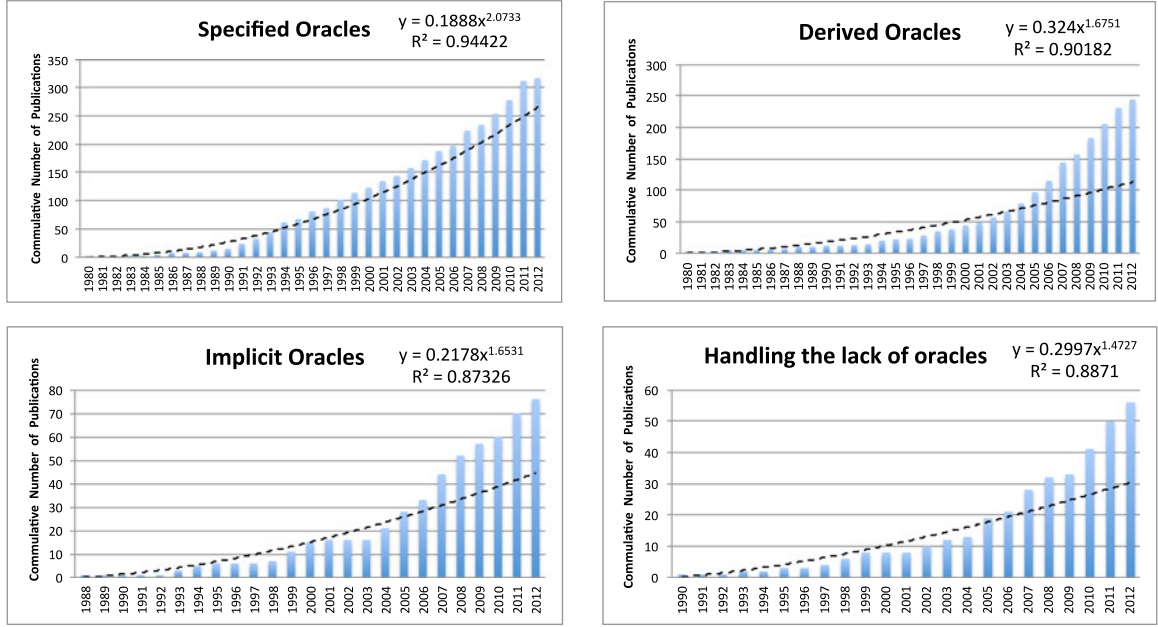 Specified Oracles
y = 0.1888x^2.0733
R² = 0.94422
Commulative Number of Publications
350
300
250
200
150
100
50
0
1980 1981 1982 1983 1984 1985 1986 1987 1988 1989 1990 1991 1992 1993 1994 1995 1996 1997 1998 1999 2000 2001 2002 2003 2004 2005 2006 2007 2008 2009 2010 2011 2012
Derived Oracles
y = 0.324x^1.6751
R² = 0.90182
Commulative Number of Publications
300
250
200
150
100
50
0
1980 1981 1982 1983 1984 1985 1986 1987 1988 1989 1990 1991 1992 1993 1994 1995 1996 1997 1998 1999 2000 2001 2002 2003 2004 2005 2006 2007 2008 2009 2010 2011 2012
Implicit Oracles
y = 0.2178x^1.6531
R² = 0.87326
Commulative Number of Publications
80
70
60
50
40
30
20
10
0
1988 1989 1990 1991 1992 1993 1994 1995 1996 1997 1998 1999 2000 2001 2002 2003 2004 2005 2006 2007 2008 2009 2010 2011 2012
Handling the lack of oracles
y = 0.2997x^1.4727
R² = 0.8871
Commulative Number of Publications
60
50
40
30
20
10
0
1990 1991 1992 1993 1994 1995 1996 1997 1998 1999 2000 2001 2002 2003 2004 2005 2006 2007 2008 2009 2010 2011 2012